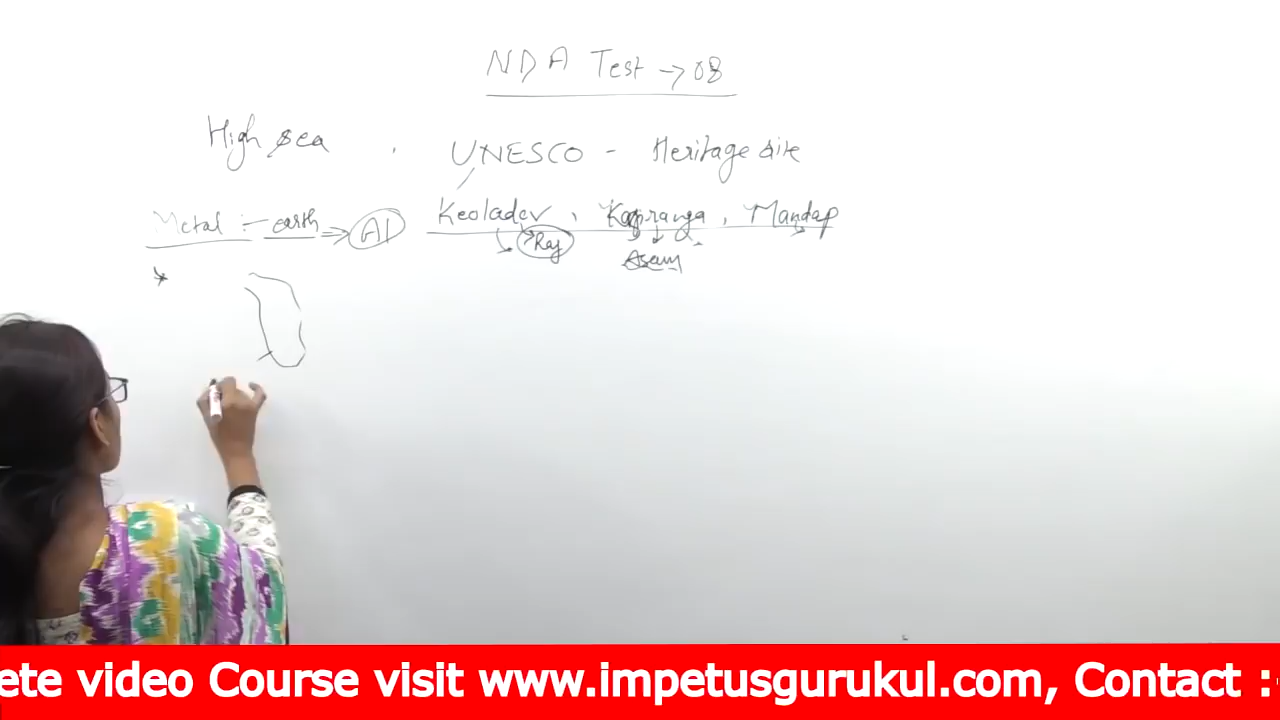 NDA Test → 08
High sea , UNESCO - Heritage site
Metal :- earth ⇒ Al Keoladev , Kaziranga , Mandap
Raj
Asam
ete video Course visit www.impetusgurukul.com, Contact :